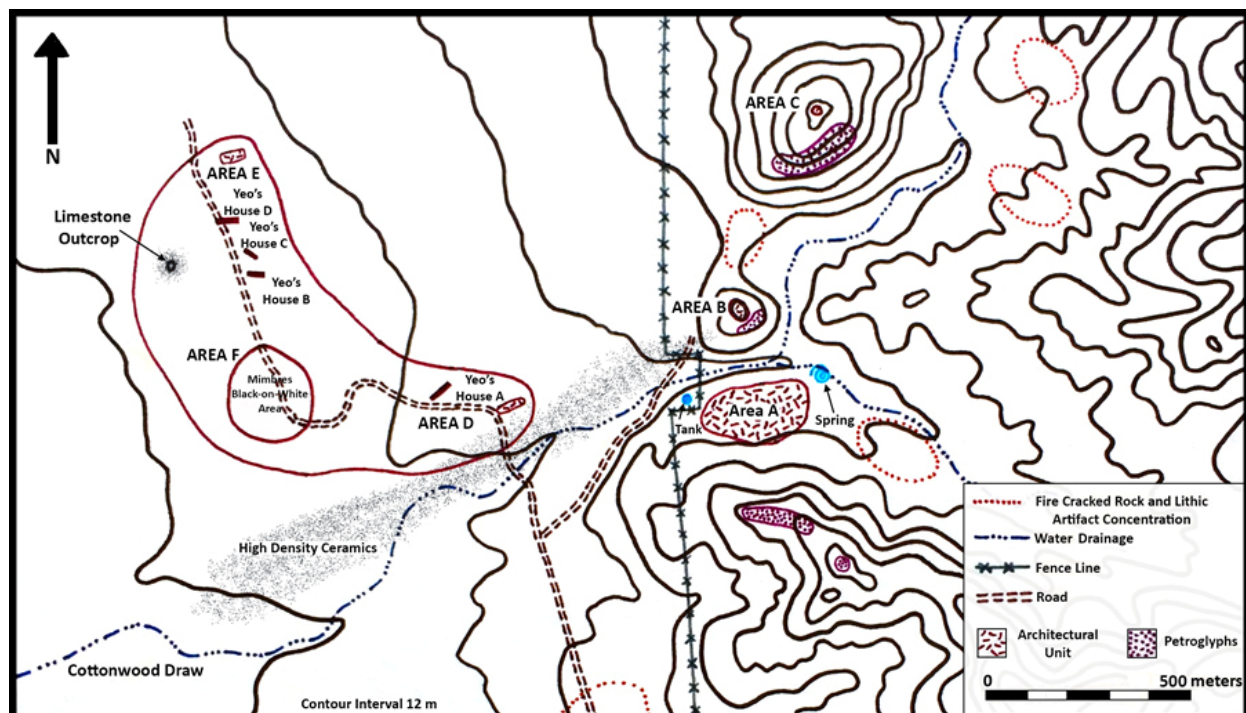 N
AREA C
AREA E
Yeo's
House D
Yeo's
House C
Yeo's
House B
Limestone
Outcrop
AREA B
AREA F
Mimbres
Black-on-White
Area
Yeo's
House A
AREA D
Area A
Tank
Spring
High Density Ceramics
Cottonwood Draw
Contour Interval 12 m
Fire Cracked Rock and Lithic
Artifact Concentration
Water Drainage
Fence Line
Road
Architectural
Unit
Petroglyphs
0 500 meters